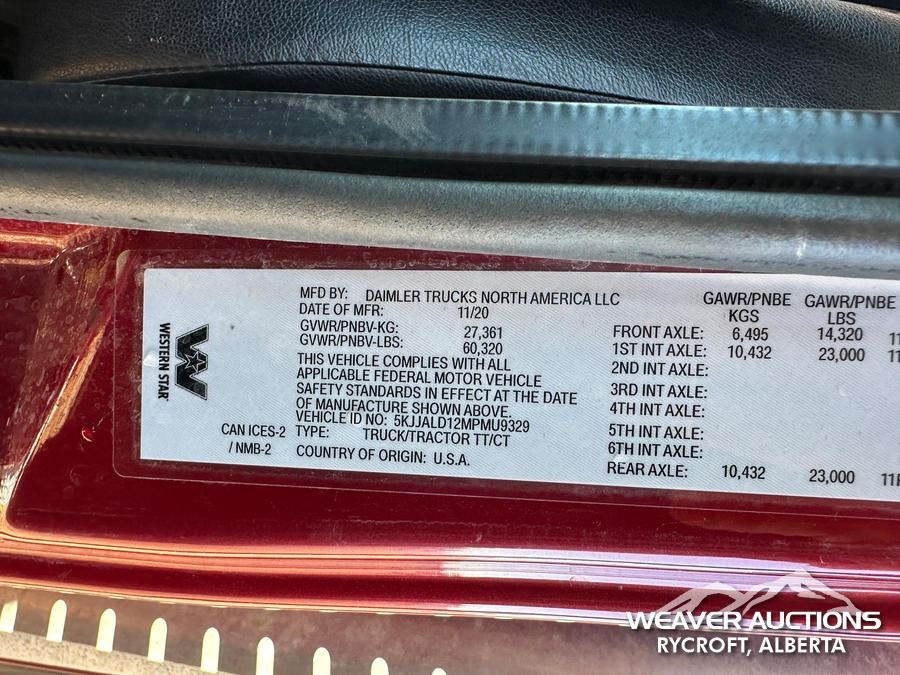 WESTERN STAR
MFD BY: DAIMLER TRUCKS NORTH AMERICA LLC
DATE OF MFR: 11/20
GVWR/PNBV-KG: 27,361
GVWR/PNBV-LBS: 60,320
THIS VEHICLE COMPLIES WITH ALL
APPLICABLE FEDERAL MOTOR VEHICLE
SAFETY STANDARDS IN EFFECT AT THE DATE
OF MANUFACTURE SHOWN ABOVE.
VEHICLE ID NO: 5KJJALD12MPMU9329
CAN ICES-2 TYPE: TRUCK/TRACTOR TT/CT
/ NMB-2
COUNTRY OF ORIGIN: U.S.A.
GAWR/PNBE GAWR/PNBE
KGS LBS
FRONT AXLE: 6,495 14,320
1ST INT AXLE: 10,432 23,000
2ND INT AXLE:
3RD INT AXLE:
4TH INT AXLE:
5TH INT AXLE:
6TH INT AXLE:
REAR AXLE: 10,432 23,000
WEAVER AUCTIONS
RYCROFT, ALBERTA